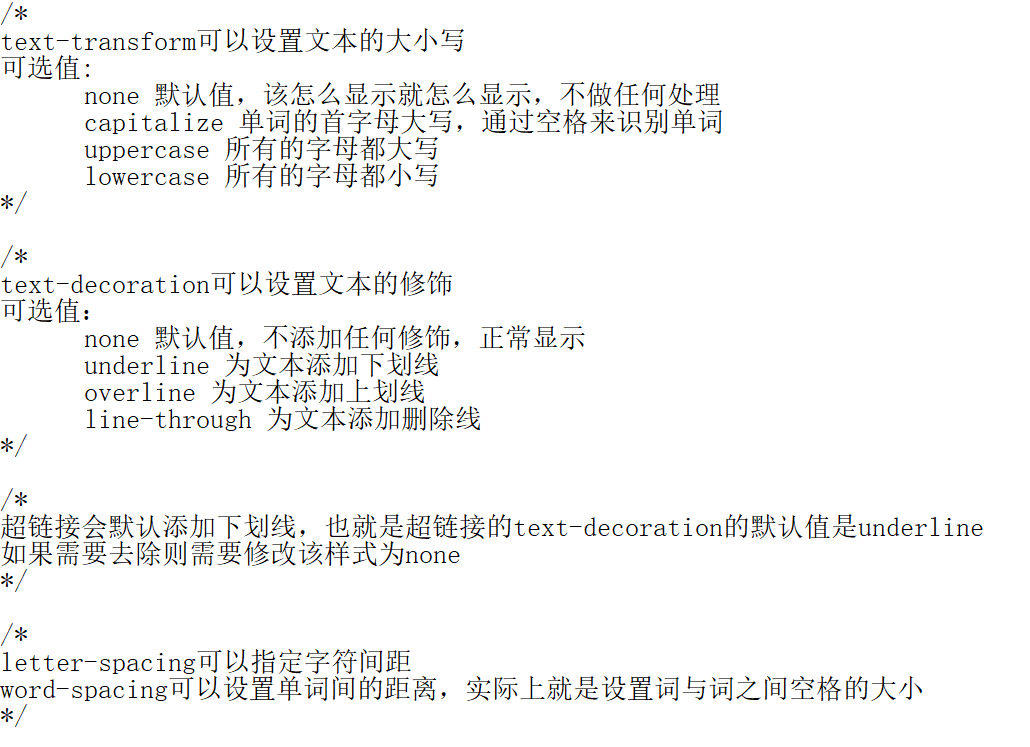 /*
text-transform可以设置文本的大小写
可选值:
none 默认值，该怎么显示就怎么显示，不做任何处理
capitalize 单词的首字母大写，通过空格来识别单词
uppercase 所有的字母都大写
lowercase 所有的字母都小写
*/
/*
text-decoration可以设置文本的修饰
可选值：
none 默认值，不添加任何修饰，正常显示
underline 为文本添加下划线
overline 为文本添加上划线
line-through 为文本添加删除线
*/
/*
超链接会默认添加下划线，也就是超链接的text-decoration的默认值是underline
如果需要去除则需要修改该样式为none
*/
/*
letter-spacing可以指定字符间距
word-spacing可以设置单词间的距离，实际上就是设置词与词之间空格的大小
*/